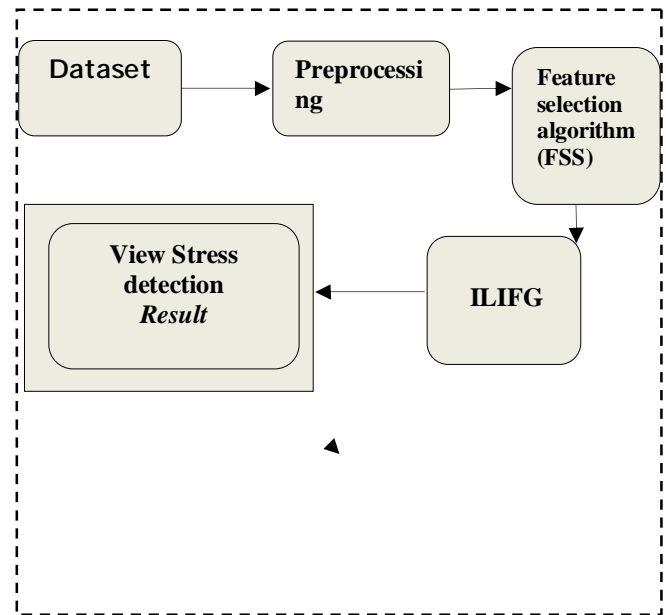 Dataset
Preprocessi
ng
Feature
selection
algorithm
(FSS)
View Stress
detection
Result
ILIFG